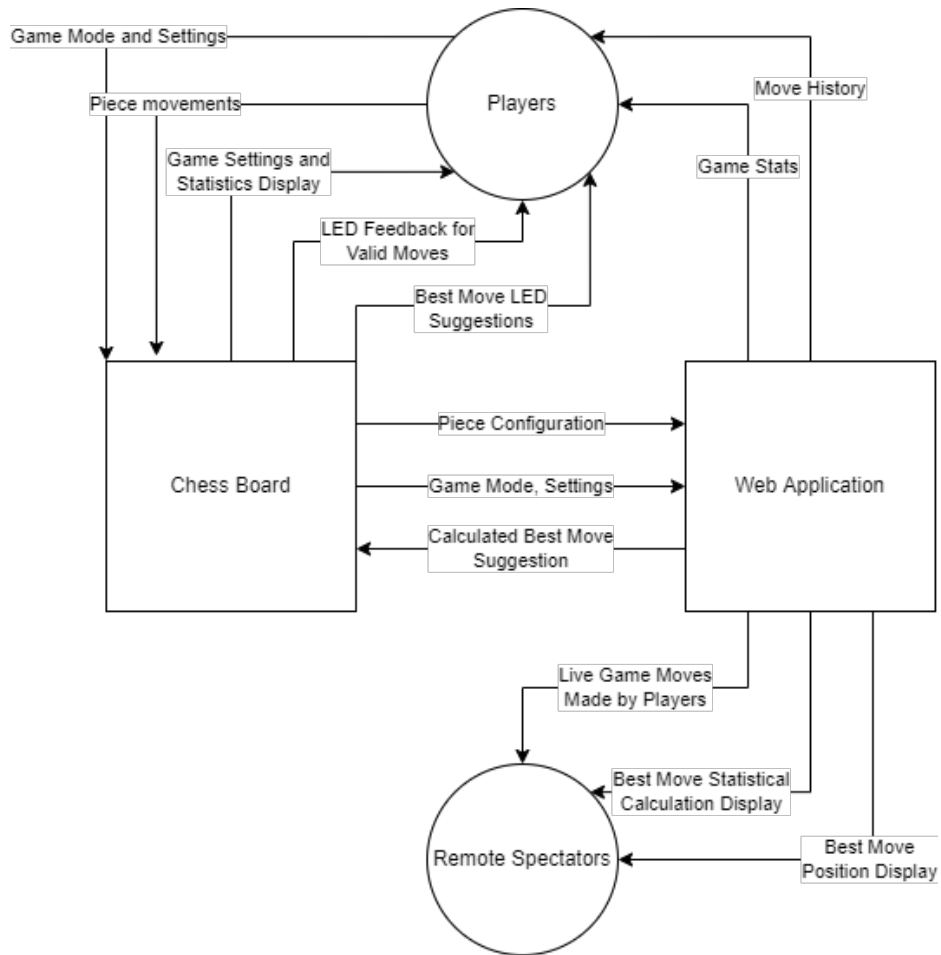 Game Mode and Settings
Players
Move History
Piece movements
Game Settings and
Statistics Display
Game Stats
LED Feedback for
Valid Moves
Best Move LED
Suggestions
Piece Configuration
Chess Board
Game Mode, Settings
Web Application
Calculated Best Move
Suggestion
Live Game Moves
Made by Players
Best Move Statistical
Calculation Display
Remote Spectators
Best Move
Position Display